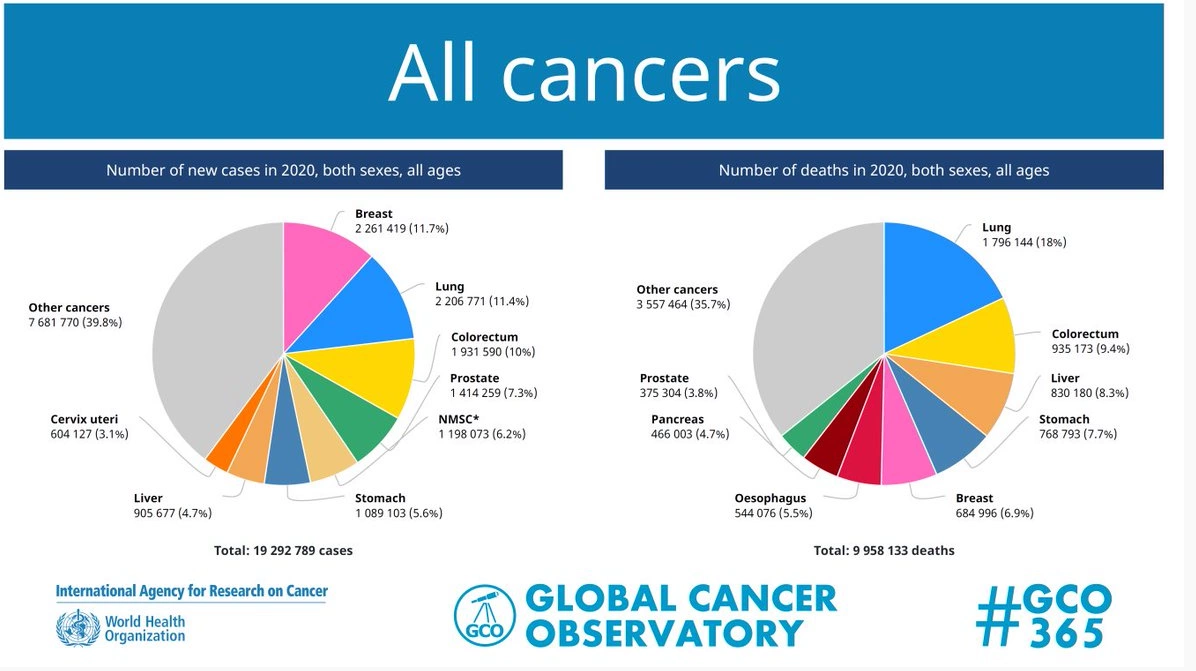 All cancers
Number of new cases in 2020, both sexes, all ages
Breast
2 261 419 (11.7%)
Lung
2 206 771 (11.4%)
Colorectum
1 931 590 (10%)
Prostate
1 414 259 (7.3%)
NMSC*
1 198 073 (6.2%)
Stomach
1 089 103 (5.6%)
Liver
905 677 (4.7%)
Cervix uteri
604 127 (3.1%)
Other cancers
7 681 770 (39.8%)
Total: 19 292 789 cases
Number of deaths in 2020, both sexes, all ages
Lung
1 796 144 (18%)
Colorectum
935 173 (9.4%)
Liver
830 180 (8.3%)
Stomach
768 793 (7.7%)
Breast
684 996 (6.9%)
Oesophagus
544 076 (5.5%)
Pancreas
466 003 (4.7%)
Prostate
375 304 (3.8%)
Other cancers
3 557 464 (35.7%)
Total: 9 958 133 deaths
International Agency for Research on Cancer
World Health
Organization
GCO
GLOBAL CANCER
OBSERVATORY
#GCO
365